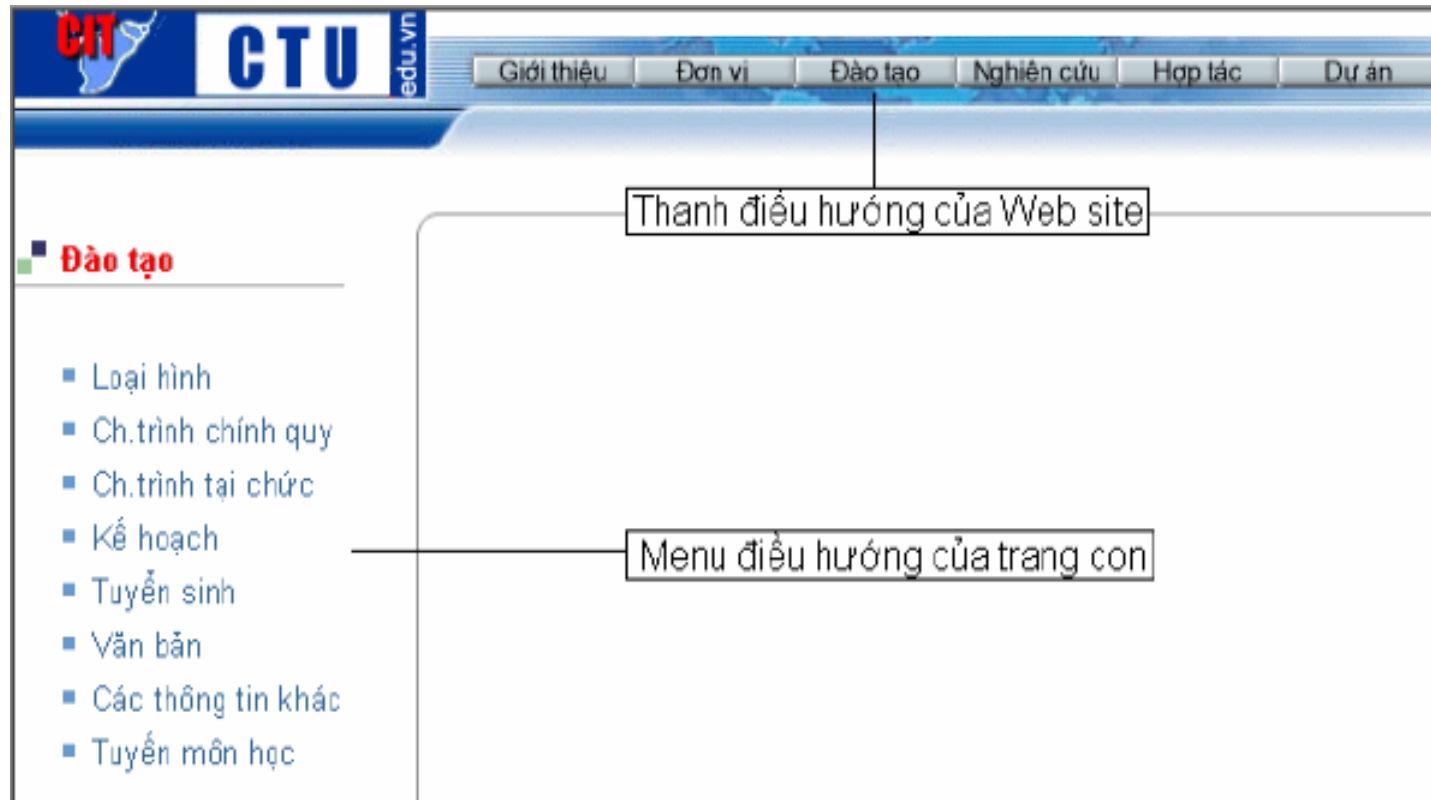 CIT CTU edu.vn
Giới thiệu Đơn vị Đào tạo Nghiên cứu Hợp tác Dự án
Thanh điều hướng của Web site
Đào tạo
Loại hình
Ch.trình chính quy
Ch.trình tại chức
Kế hoạch
Menu điều hướng của trang con
Tuyển sinh
Văn bản
Các thông tin khác
Tuyến môn học